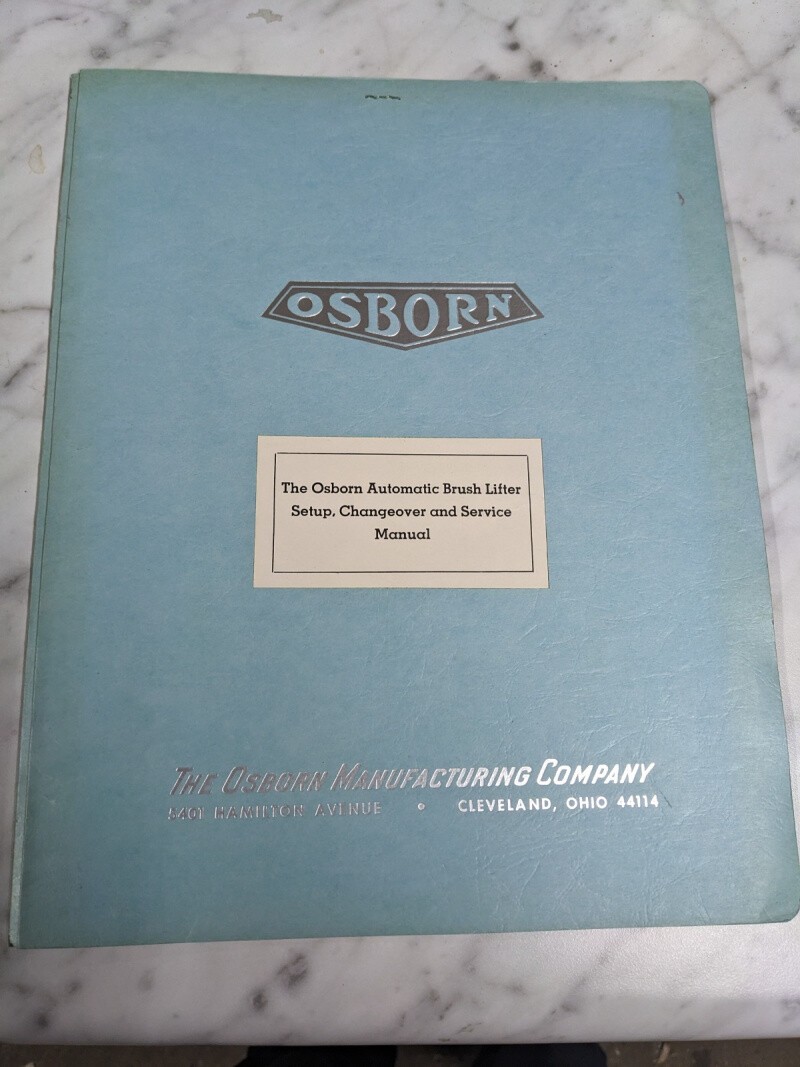 OSBORN
The Osborn Automatic Brush Lifter
Setup, Changeover and Service
Manual
THE OSBORN MANUFACTURING COMPANY
5401 HAMILTON AVENUE • CLEVELAND, OHIO 44114